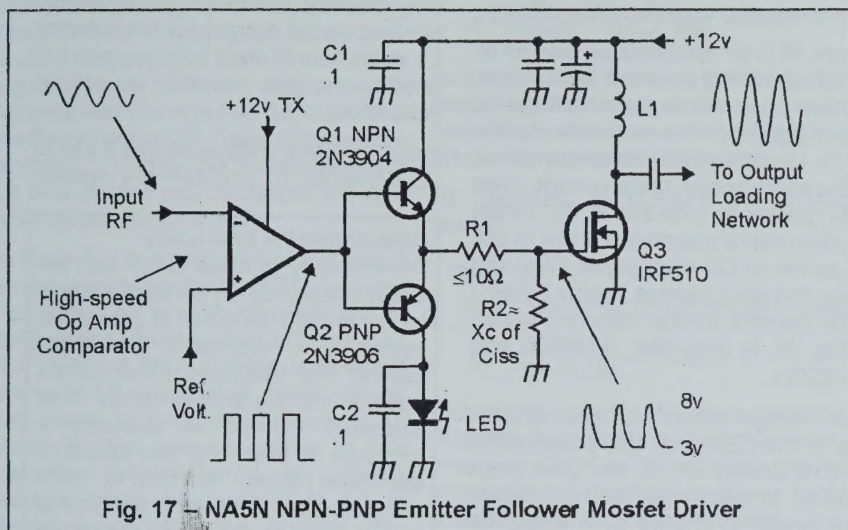 C1
.1
+12v
+12v TX
Q1 NPN
2N3904
L1
Input
RF
To Output
Loading
Network
R1
≤10Ω
Q3
IRF510
High-speed
Op Amp
Comparator
Q2 PNP
2N3906
R2≈
Xc of
Ciss
Ref.
Volt.
C2
.1
LED
8v
3v
Fig. 17 – NA5N NPN-PNP Emitter Follower Mosfet Driver